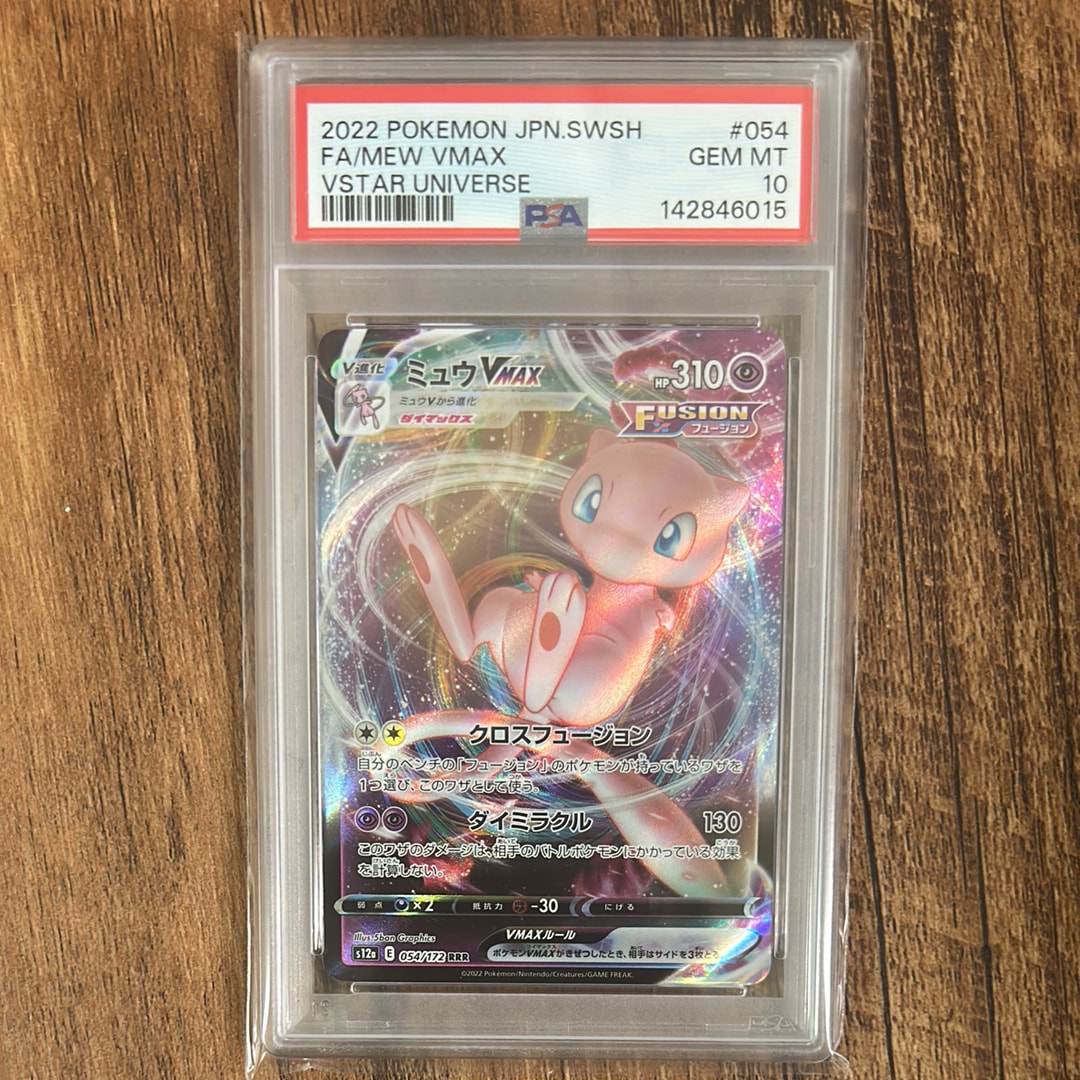 2022 POKEMON JPN.SWSH #054
FA/MEW VMAX GEM MT
VSTAR UNIVERSE 10
PSA 142846015
V進化 ミュウVMAX HP310
ミュウVから進化
ダイマックス
FUSION
フュージョン
クロスフュージョン
自分のベンチの「フュージョン」のポケモンが持っているワザを
1つ選び、このワザとして使う。
ダイミラクル 130
このワザのダメージは、相手のバトルポケモンにかかっている効果
を計算しない。
弱点 ×2 抵抗力 -30 にげる
VMAXルール
ポケモンVMAXがきぜつしたとき、相手はサイドを3枚とる
Illus. 5ban Graphics
s12a E 054/172 RRR
©2022 Pokémon/Nintendo/Creatures/GAME FREAK.